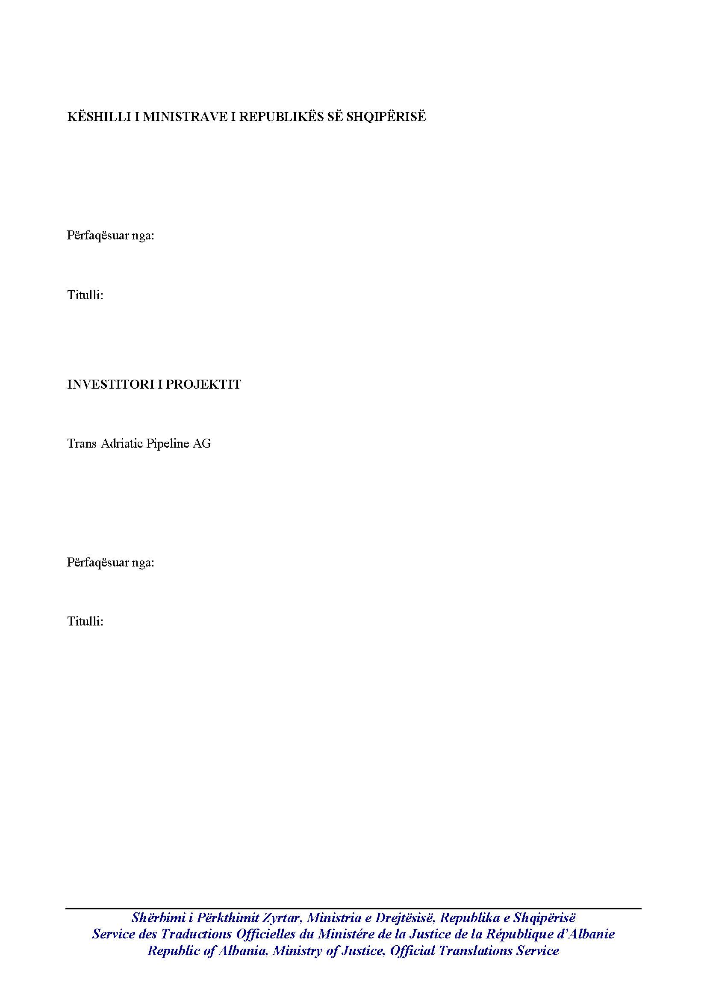 KËSHILLI I MINISTRAVE I REPUBLIKËS SË SHQIPËRISË
Përfaqësuar nga:
Titulli:
INVESTITORI I PROJEKTIT
Trans Adriatic Pipeline AG
Përfaqësuar nga:
Titulli:
Shërbimi i Përkthimit Zyrtar, Ministria e Drejtësisë, Republika e Shqipërisë
Service des Traductions Officielles du Ministére de la Justice de la République d’Albanie
Republic of Albania, Ministry of Justice, Official Translations Service